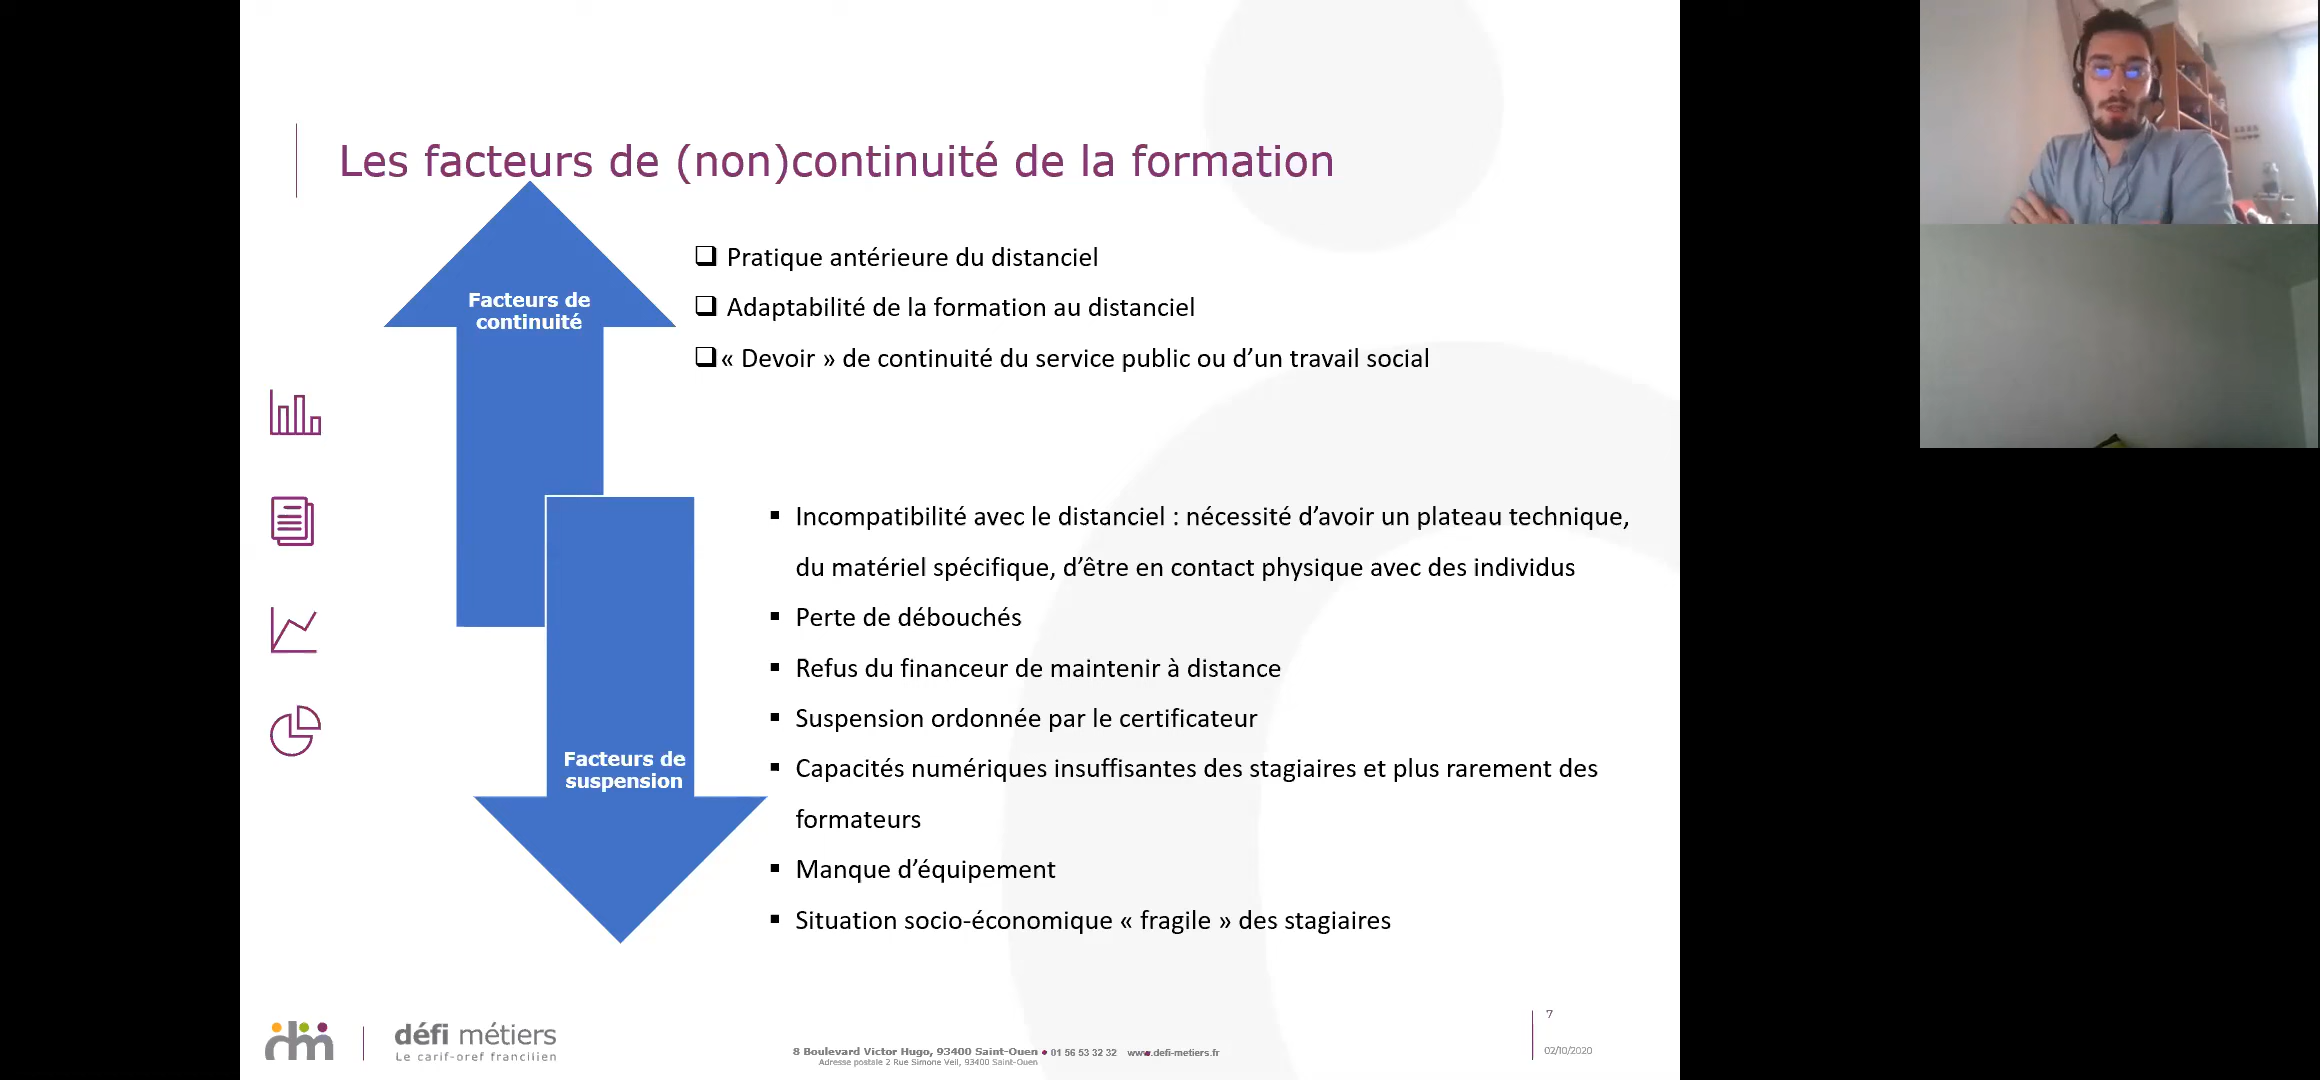 Les facteurs de (non)continuité de la formation
Facteurs de
continuité
Pratique antérieure du distanciel
Adaptabilité de la formation au distanciel
« Devoir » de continuité du service public ou d’un travail social
Incompatibilité avec le distanciel : nécessité d’avoir un plateau technique,
du matériel spécifique, d’être en contact physique avec des individus
Perte de débouchés
Refus du financeur de maintenir à distance
Suspension ordonnée par le certificateur
Facteurs de
suspension
Capacités numériques insuffisantes des stagiaires et plus rarement des
formateurs
Manque d’équipement
Situation socio-économique « fragile » des stagiaires
dm
défi métiers
Le carif-oref francilien
8 Boulevard Victor Hugo, 93400 Saint-Ouen • 01 56 53 32 32 www.defi-metiers.fr
Adresse postale 2 Rue Simone Veil, 93400 Saint-Ouen
7
02/10/2020